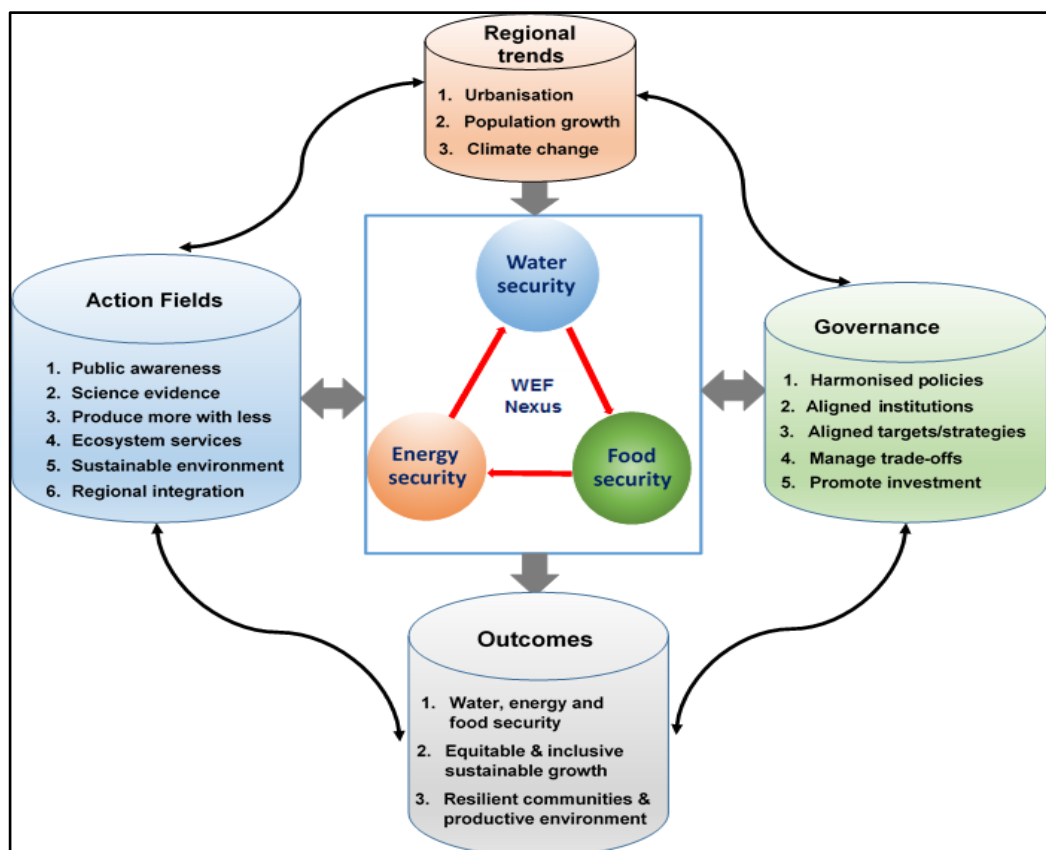 Regional
trends
1. Urbanisation
2. Population growth
3. Climate change
Action Fields
1. Public awareness
2. Science evidence
3. Produce more with less
4. Ecosystem services
5. Sustainable environment
6. Regional integration
Water
security
WEF
Nexus
Energy
security
Food
security
Governance
1. Harmonised policies
2. Aligned institutions
3. Aligned targets/strategies
4. Manage trade-offs
5. Promote investment
Outcomes
1. Water, energy and
food security
2. Equitable & inclusive
sustainable growth
3. Resilient communities &
productive environment